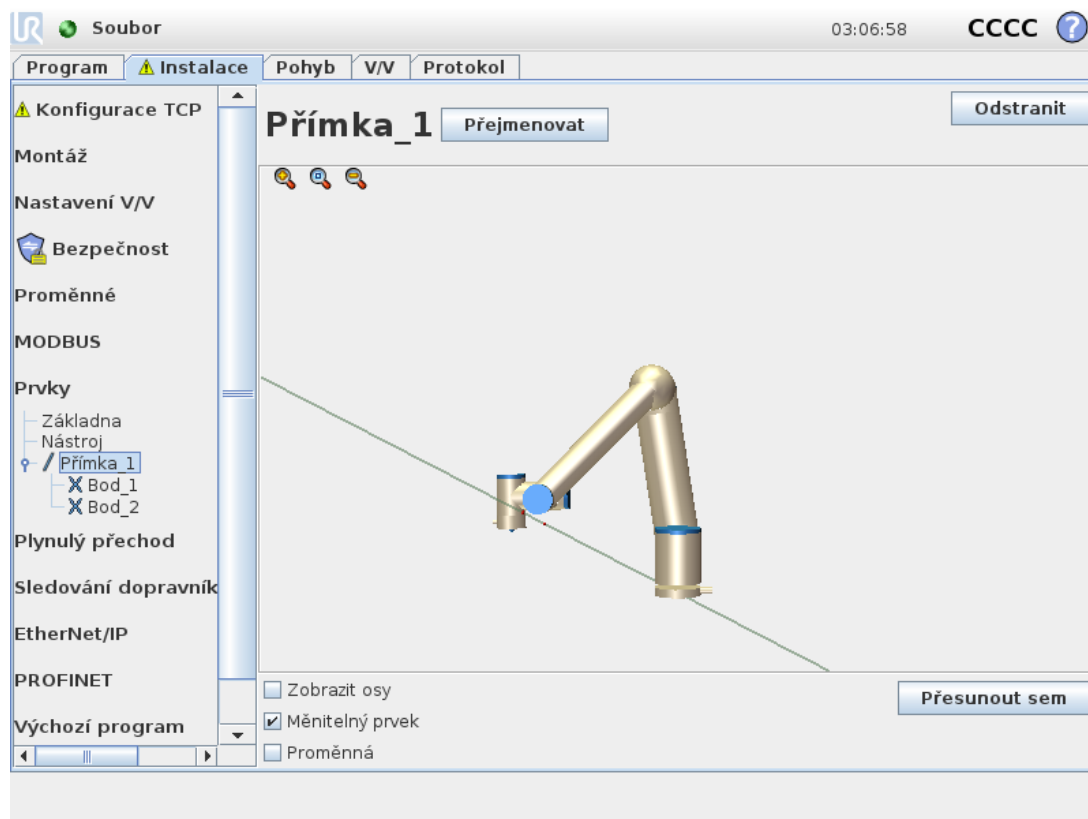 UR Soubor 03:06:58 CCCC ?
Program Instalace Pohyb V/V Protokol
Konfigurace TCP
Montáž
Nastavení V/V
Bezpečnost
Proměnné
MODBUS
Prvky
Základna
Nástroj
Přímka_1
Bod_1
Bod_2
Plynulý přechod
Sledování dopravník
EtherNet/IP
PROFINET
Výchozí program
Přímka_1 Přejmenovat Odstranit
Zobrazit osy
Měnitelný prvek
Proměnná
Přesunout sem